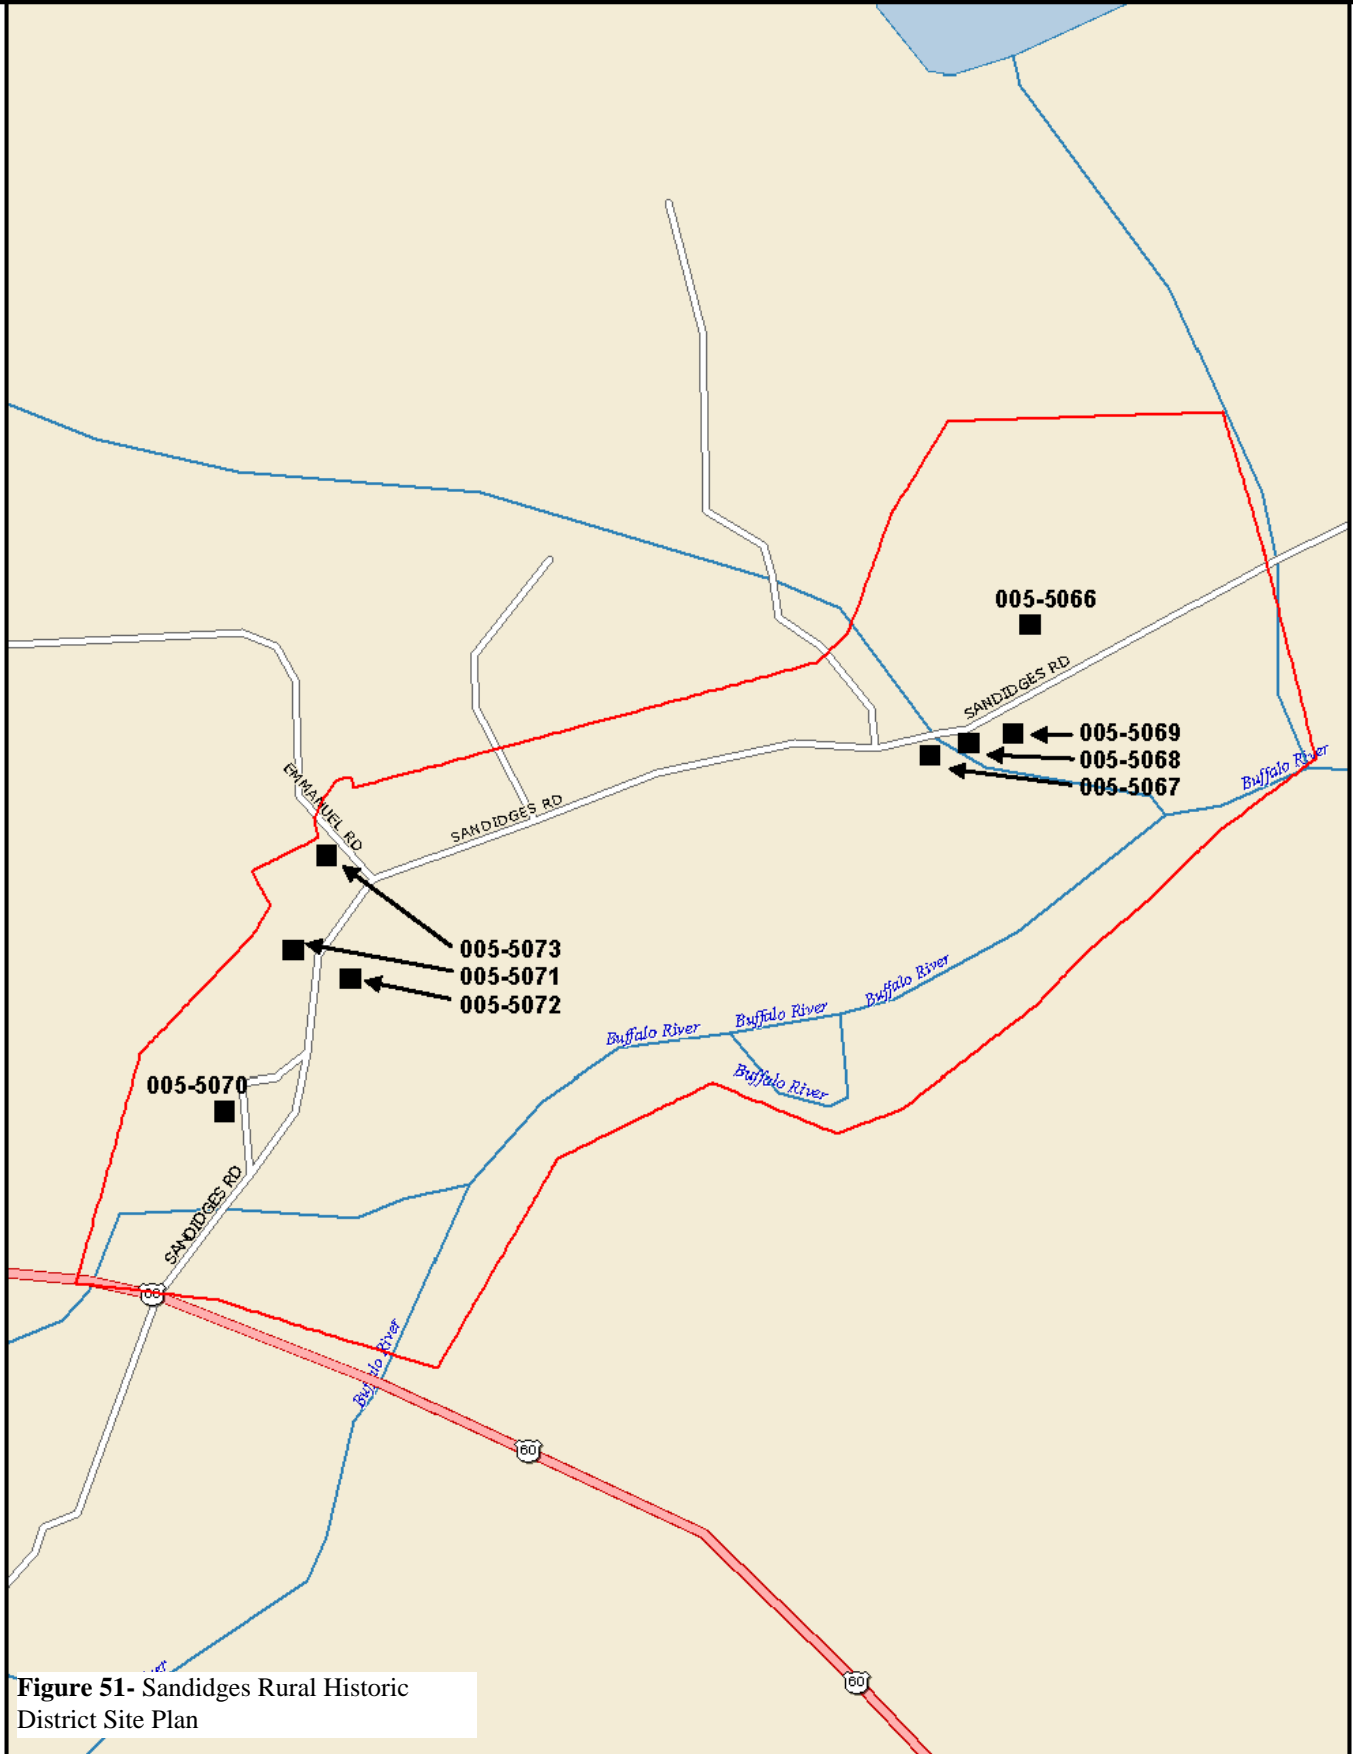 005-5066
SANDIDGES RD
005-5069
005-5068
005-5067
Buffalo River
EMMANUEL RD
SANDIDGES RD
005-5073
005-5071
005-5072
Buffalo River
Buffalo River
Buffalo River
Buffalo River
005-5070
SANDIDGES RD
60
Buffalo River
60
60
Figure 51- Sandidges Rural Historic
District Site Plan